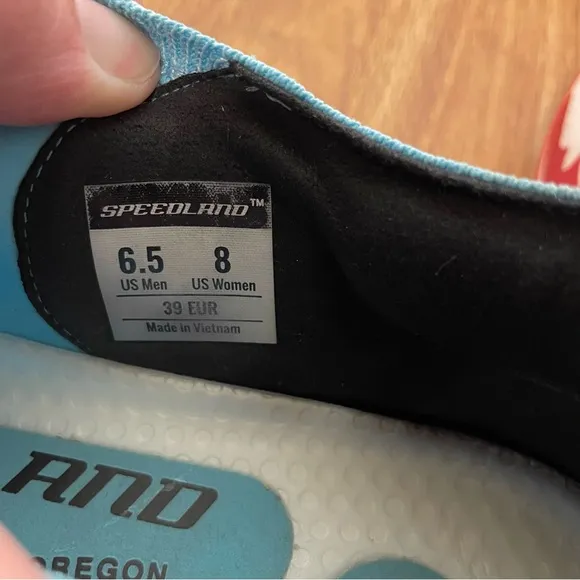 SPEEDLAND™
6.5 8
US Men US Women
39 EUR
Made in Vietnam
AND
OREGON